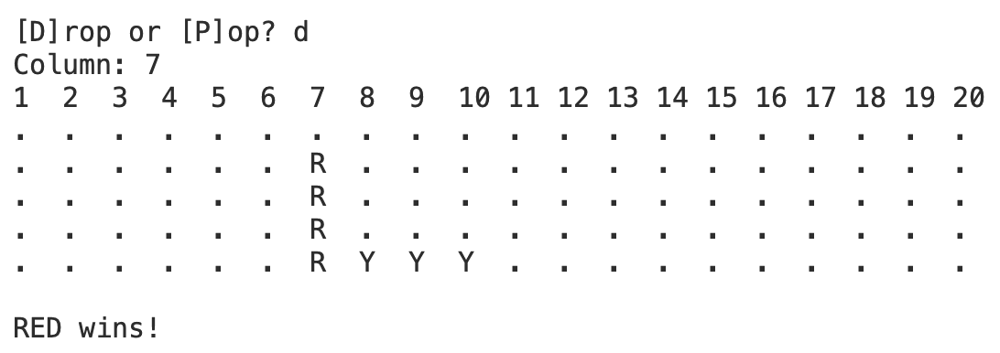 [D]rop or [P]op? d
Column: 7
1  2  3  4  5  6  7  8  9  10 11 12 13 14 15 16 17 18 19 20
.  .  .  .  .  .  .  .  .  .  .  .  .  .  .  .  .  .  .  .
.  .  .  .  .  .  R  .  .  .  .  .  .  .  .  .  .  .  .  .
.  .  .  .  .  .  R  .  .  .  .  .  .  .  .  .  .  .  .  .
.  .  .  .  .  .  R  .  .  .  .  .  .  .  .  .  .  .  .  .
.  .  .  .  .  .  R  Y  Y  Y  .  .  .  .  .  .  .  .  .  .
RED wins!